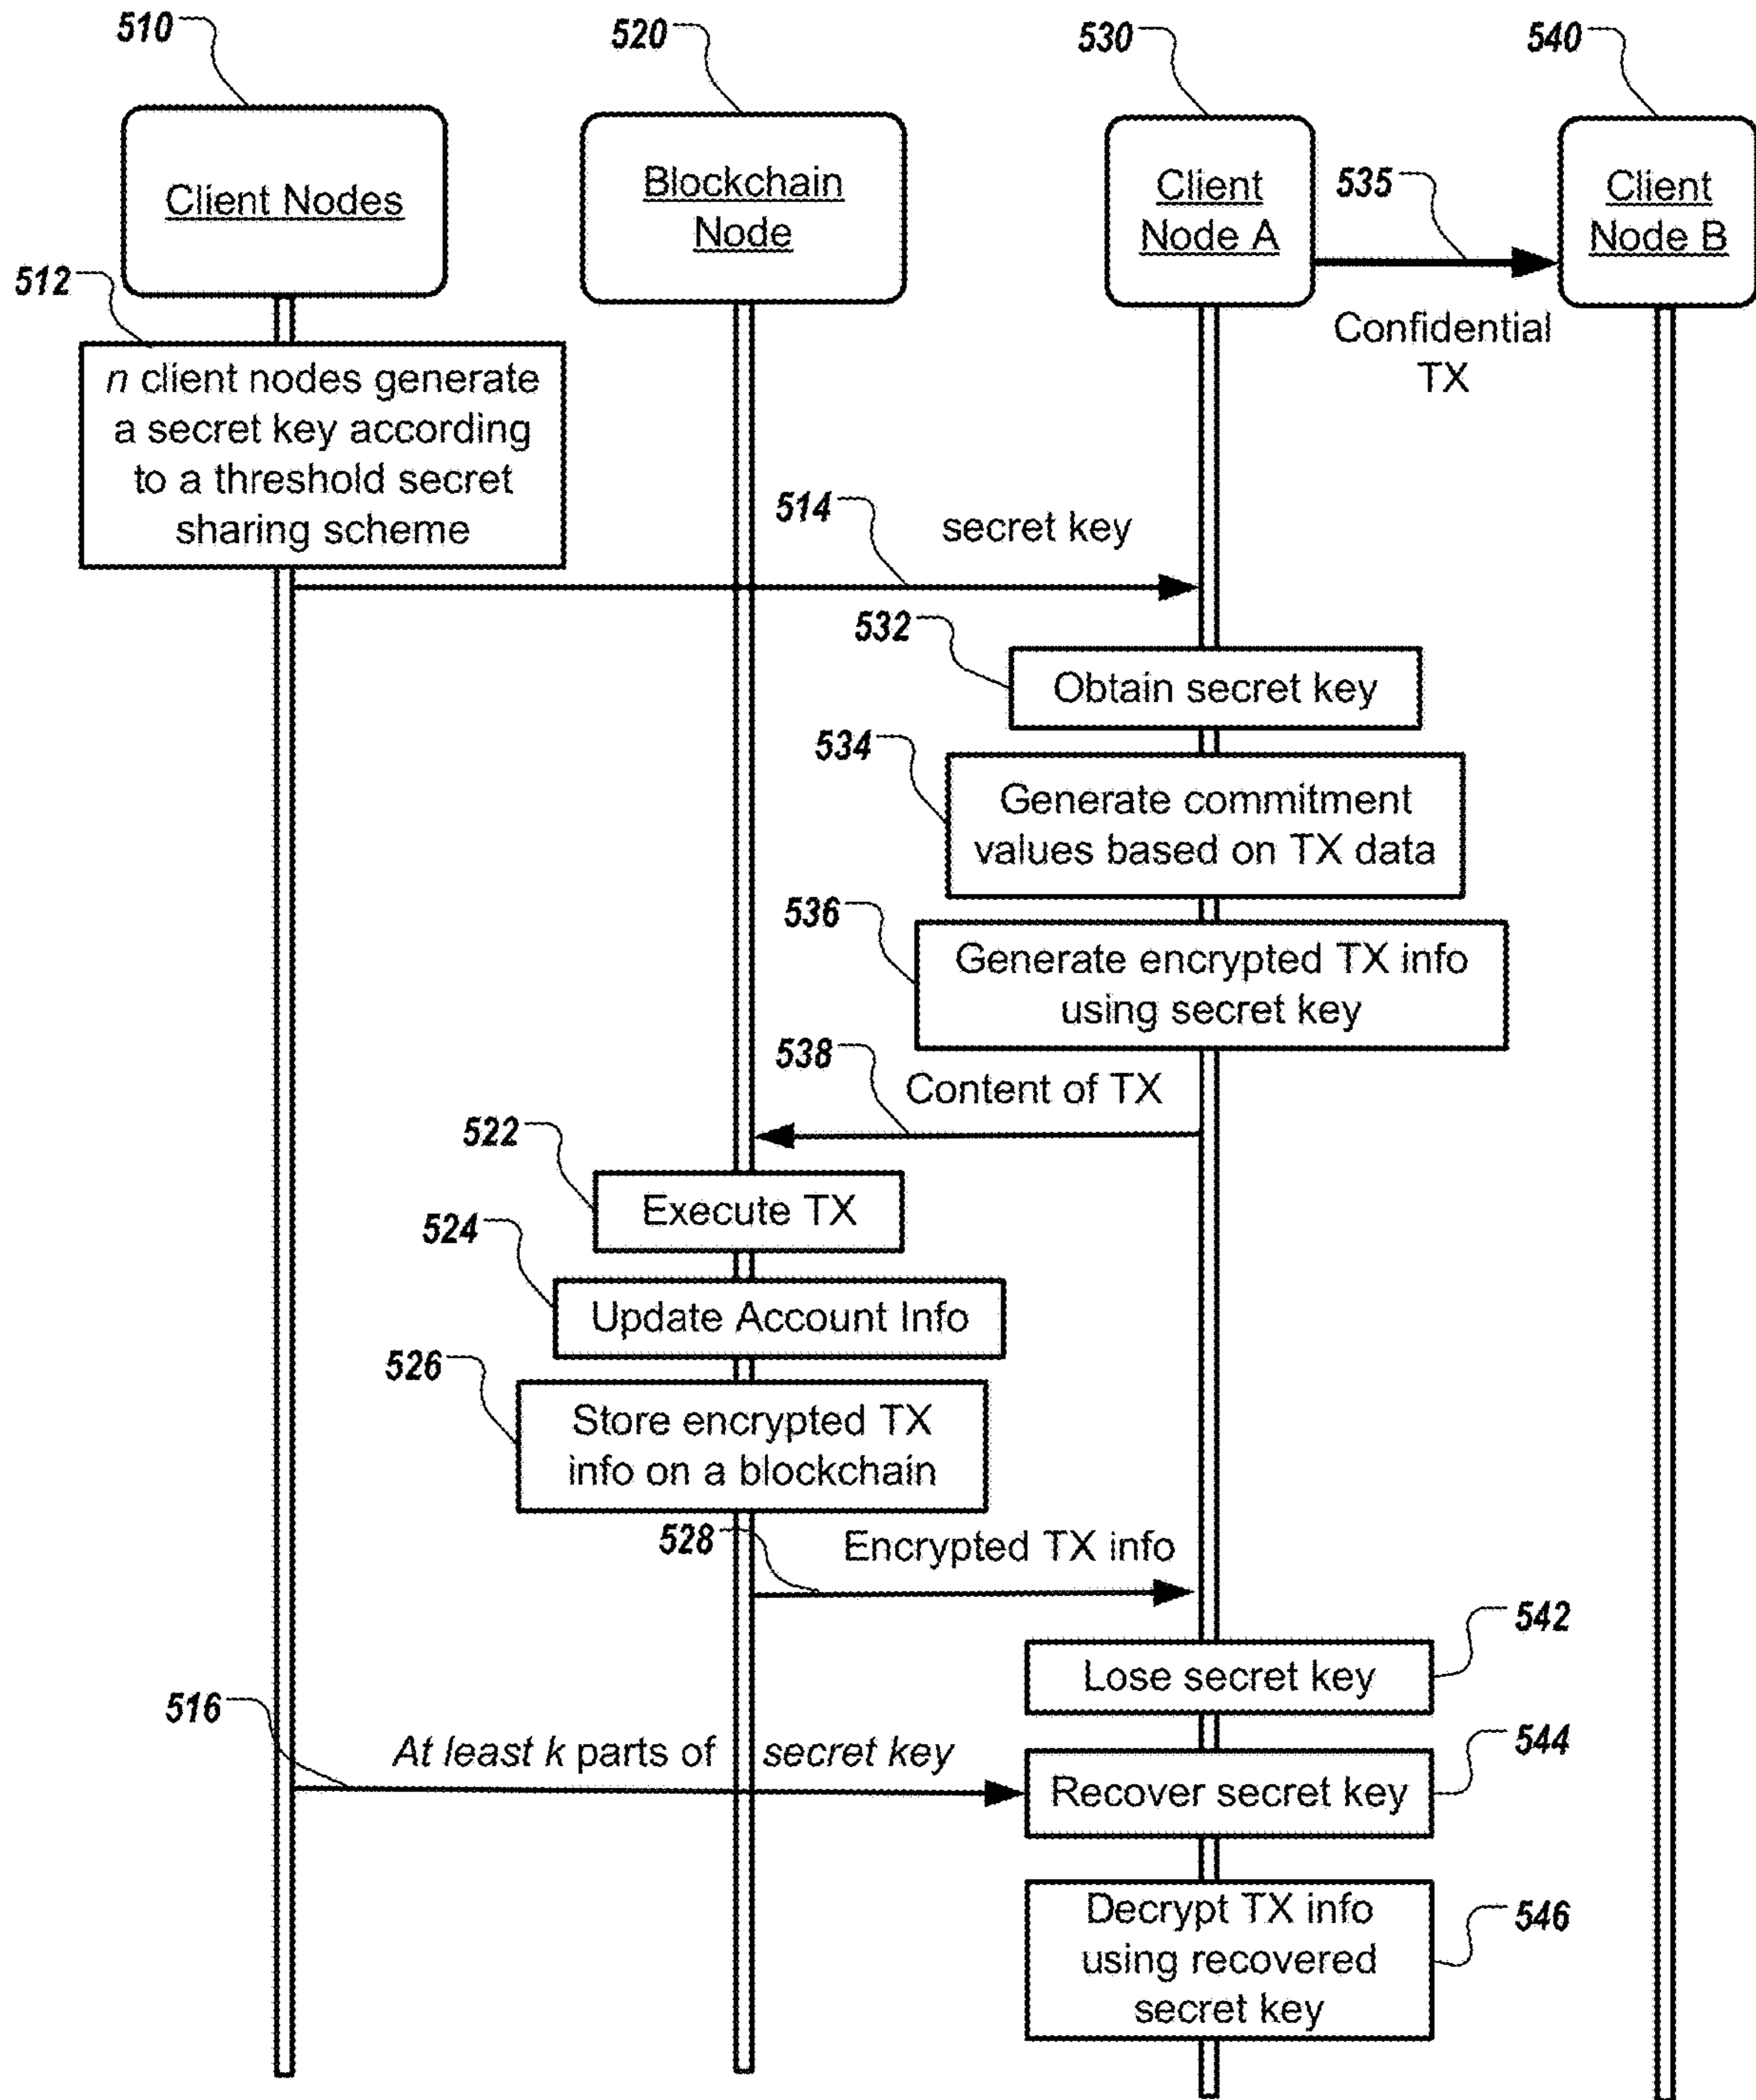 510
520
530
540
Client Nodes
Blockchain
Node
Client
Node A
535
Client
Node B
Confidential
TX
512
n client nodes generate
a secret key according
to a threshold secret
sharing scheme
514
secret key
532
Obtain secret key
534
Generate commitment
values based on TX data
536
Generate encrypted TX info
using secret key
538
Content of TX
522
Execute TX
524
Update Account Info
526
Store encrypted TX
info on a blockchain
528
Encrypted TX info
542
Lose secret key
516
At least k parts of secret key
544
Recover secret key
546
Decrypt TX info
using recovered
secret key